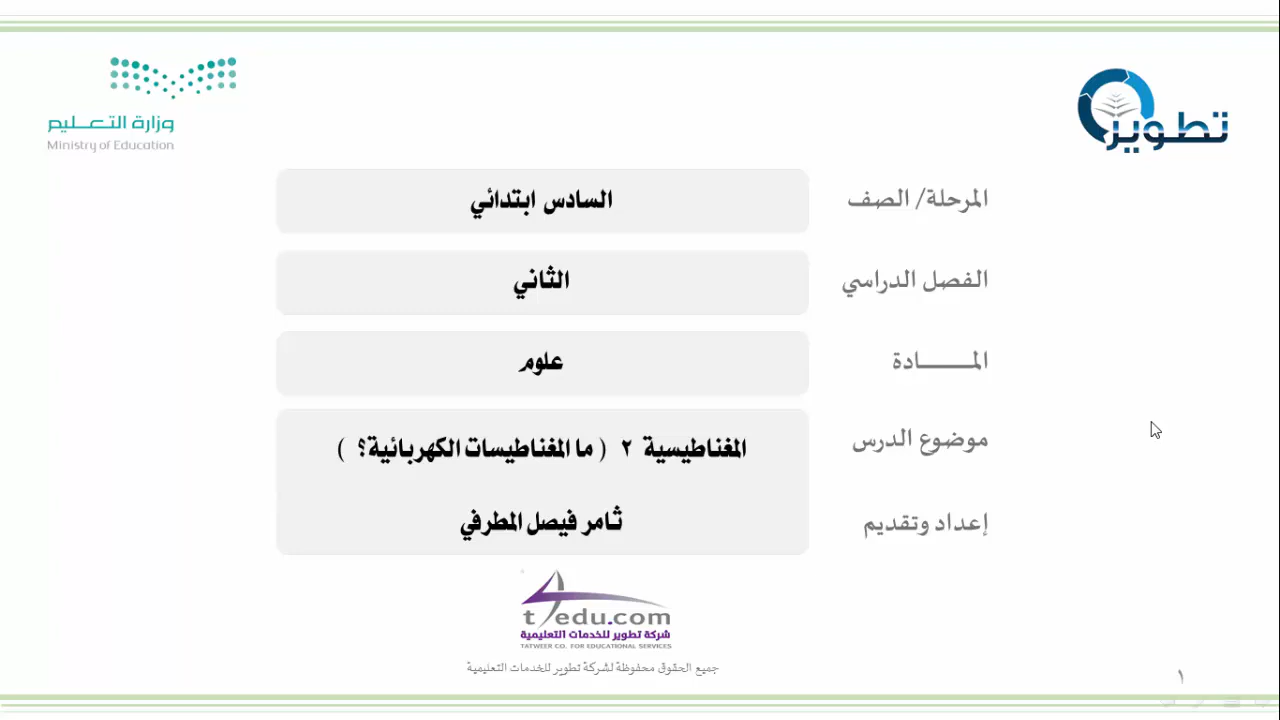 وزارة التعليم
Ministry of Education
تطوير
المرحلة/ الصف
السادس ابتدائي
الفصل الدراسي
الثاني
المـــــــادة
علوم
موضوع الدرس
المغناطيسية ٢ ( ما المغناطيسات الكهربائية؟ )
إعداد وتقديم
ثامر فيصل المطرفي
t4edu.com
شركة تطوير للخدمات التعليمية
TATWEER CO. FOR EDUCATIONAL SERVICES
جميع الحقوق محفوظة لشركة تطوير للخدمات التعليمية
١